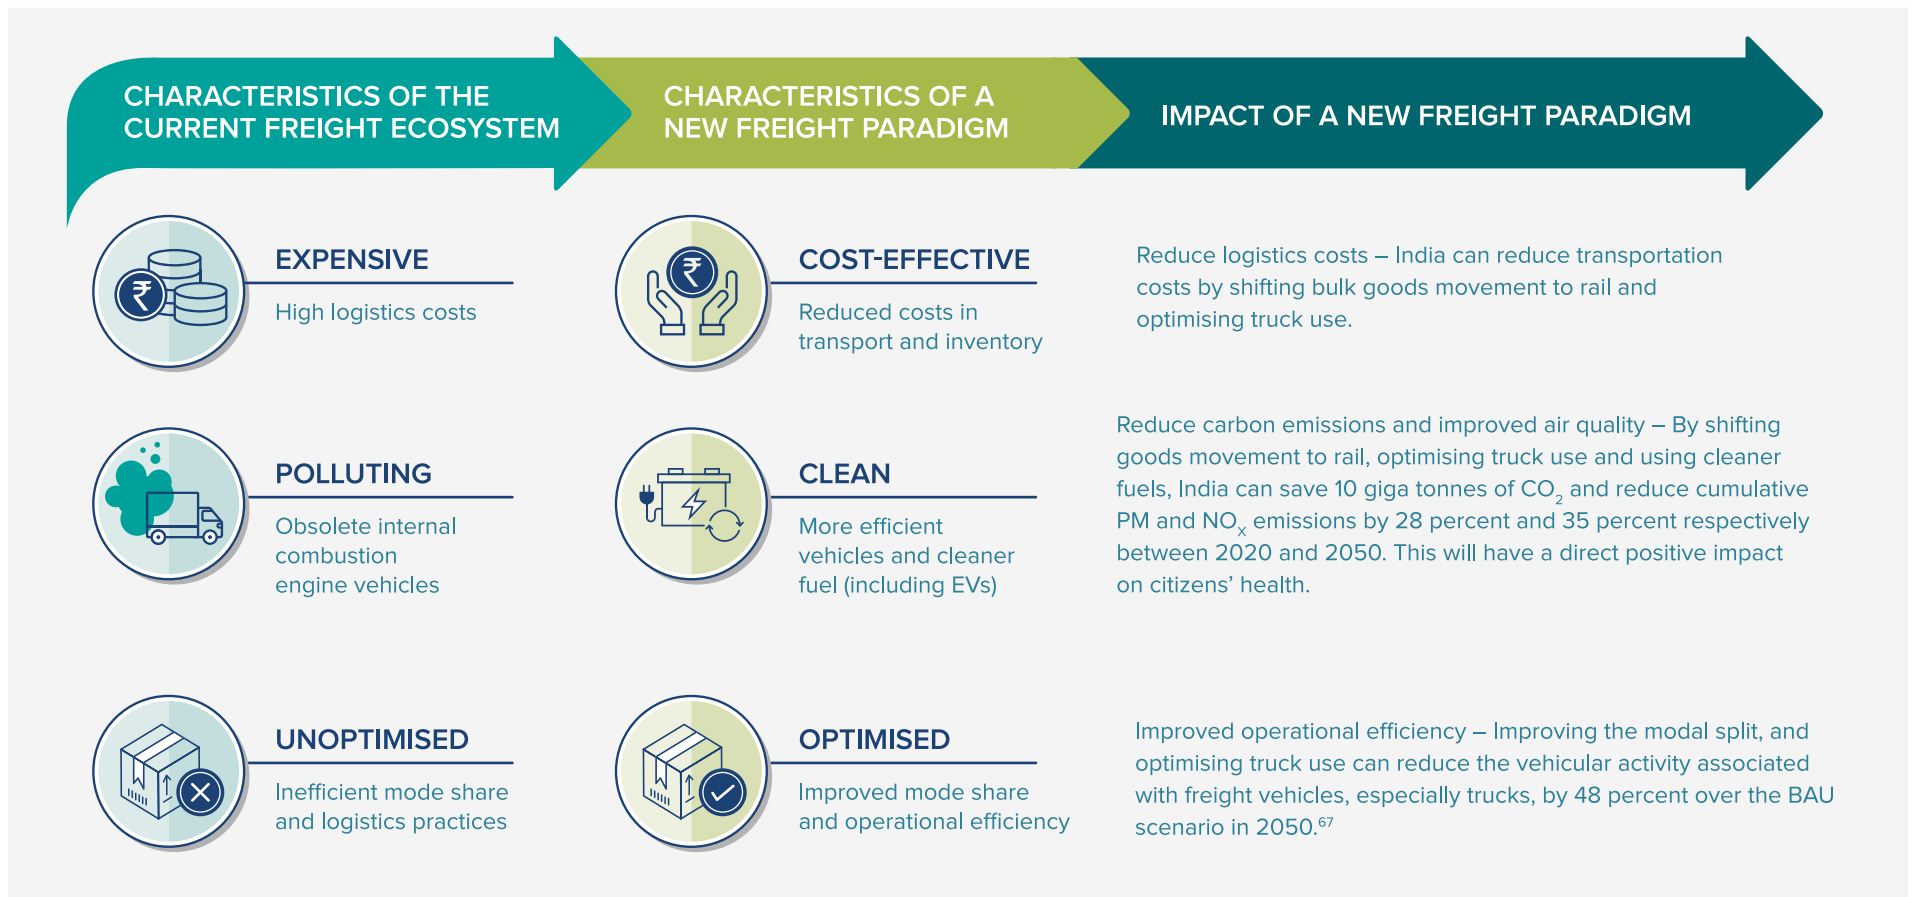 CHARACTERISTICS OF THE
CURRENT FREIGHT ECOSYSTEM
CHARACTERISTICS OF A
NEW FREIGHT PARADIGM
IMPACT OF A NEW FREIGHT PARADIGM
₹
EXPENSIVE
High logistics costs
₹
COST-EFFECTIVE
Reduced costs in
transport and inventory
Reduce logistics costs – India can reduce transportation
costs by shifting bulk goods movement to rail and
optimising truck use.
POLLUTING
Obsolete internal
combustion
engine vehicles
CLEAN
More efficient
vehicles and cleaner
fuel (including EVs)
Reduce carbon emissions and improved air quality – By shifting
goods movement to rail, optimising truck use and using cleaner
fuels, India can save 10 giga tonnes of CO₂ and reduce cumulative
PM and NOₓ emissions by 28 percent and 35 percent respectively
between 2020 and 2050. This will have a direct positive impact
on citizens’ health.
UNOPTIMISED
Inefficient mode share
and logistics practices
OPTIMISED
Improved mode share
and operational efficiency
Improved operational efficiency – Improving the modal split, and
optimising truck use can reduce the vehicular activity associated
with freight vehicles, especially trucks, by 48 percent over the BAU
scenario in 2050.⁶⁷